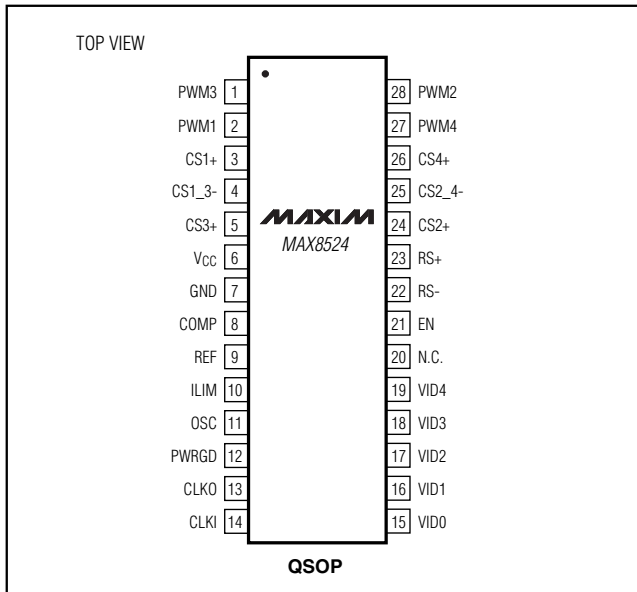 TOP VIEW
PWM3 1
PWM1 2
CS1+ 3
CS1_3- 4
CS3+ 5
VCC 6
GND 7
COMP 8
REF 9
ILIM 10
OSC 11
PWRGD 12
CLKO 13
CLKI 14
MAXIM
MAX8524
28 PWM2
27 PWM4
26 CS4+
25 CS2_4-
24 CS2+
23 RS+
22 RS-
21 EN
20 N.C.
19 VID4
18 VID3
17 VID2
16 VID1
15 VID0
QSOP